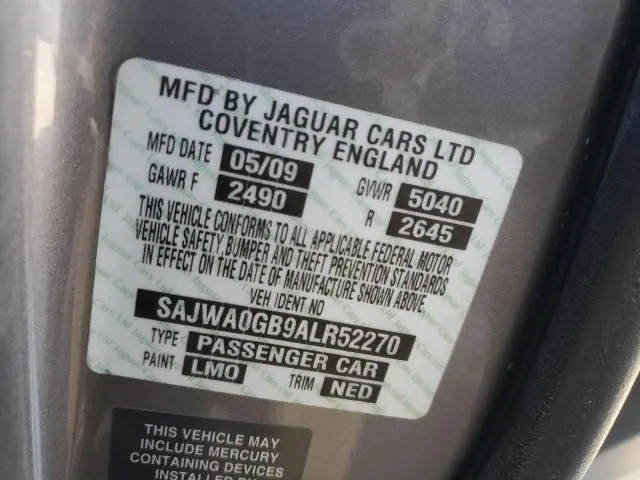 MFD BY JAGUAR CARS LTD
COVENTRY ENGLAND
MFD DATE 05/09
GAWR F 2490 GVWR 5040
R 2645
THIS VEHICLE CONFORMS TO ALL APPLICABLE FEDERAL MOTOR
VEHICLE SAFETY, BUMPER AND THEFT PREVENTION STANDARDS
IN EFFECT ON THE DATE OF MANUFACTURE SHOWN ABOVE.
VEH IDENT NO
SAJWA0GB9ALR52270
TYPE PASSENGER CAR
PAINT LMQ TRIM NED
THIS VEHICLE MAY
INCLUDE MERCURY
CONTAINING DEVICES